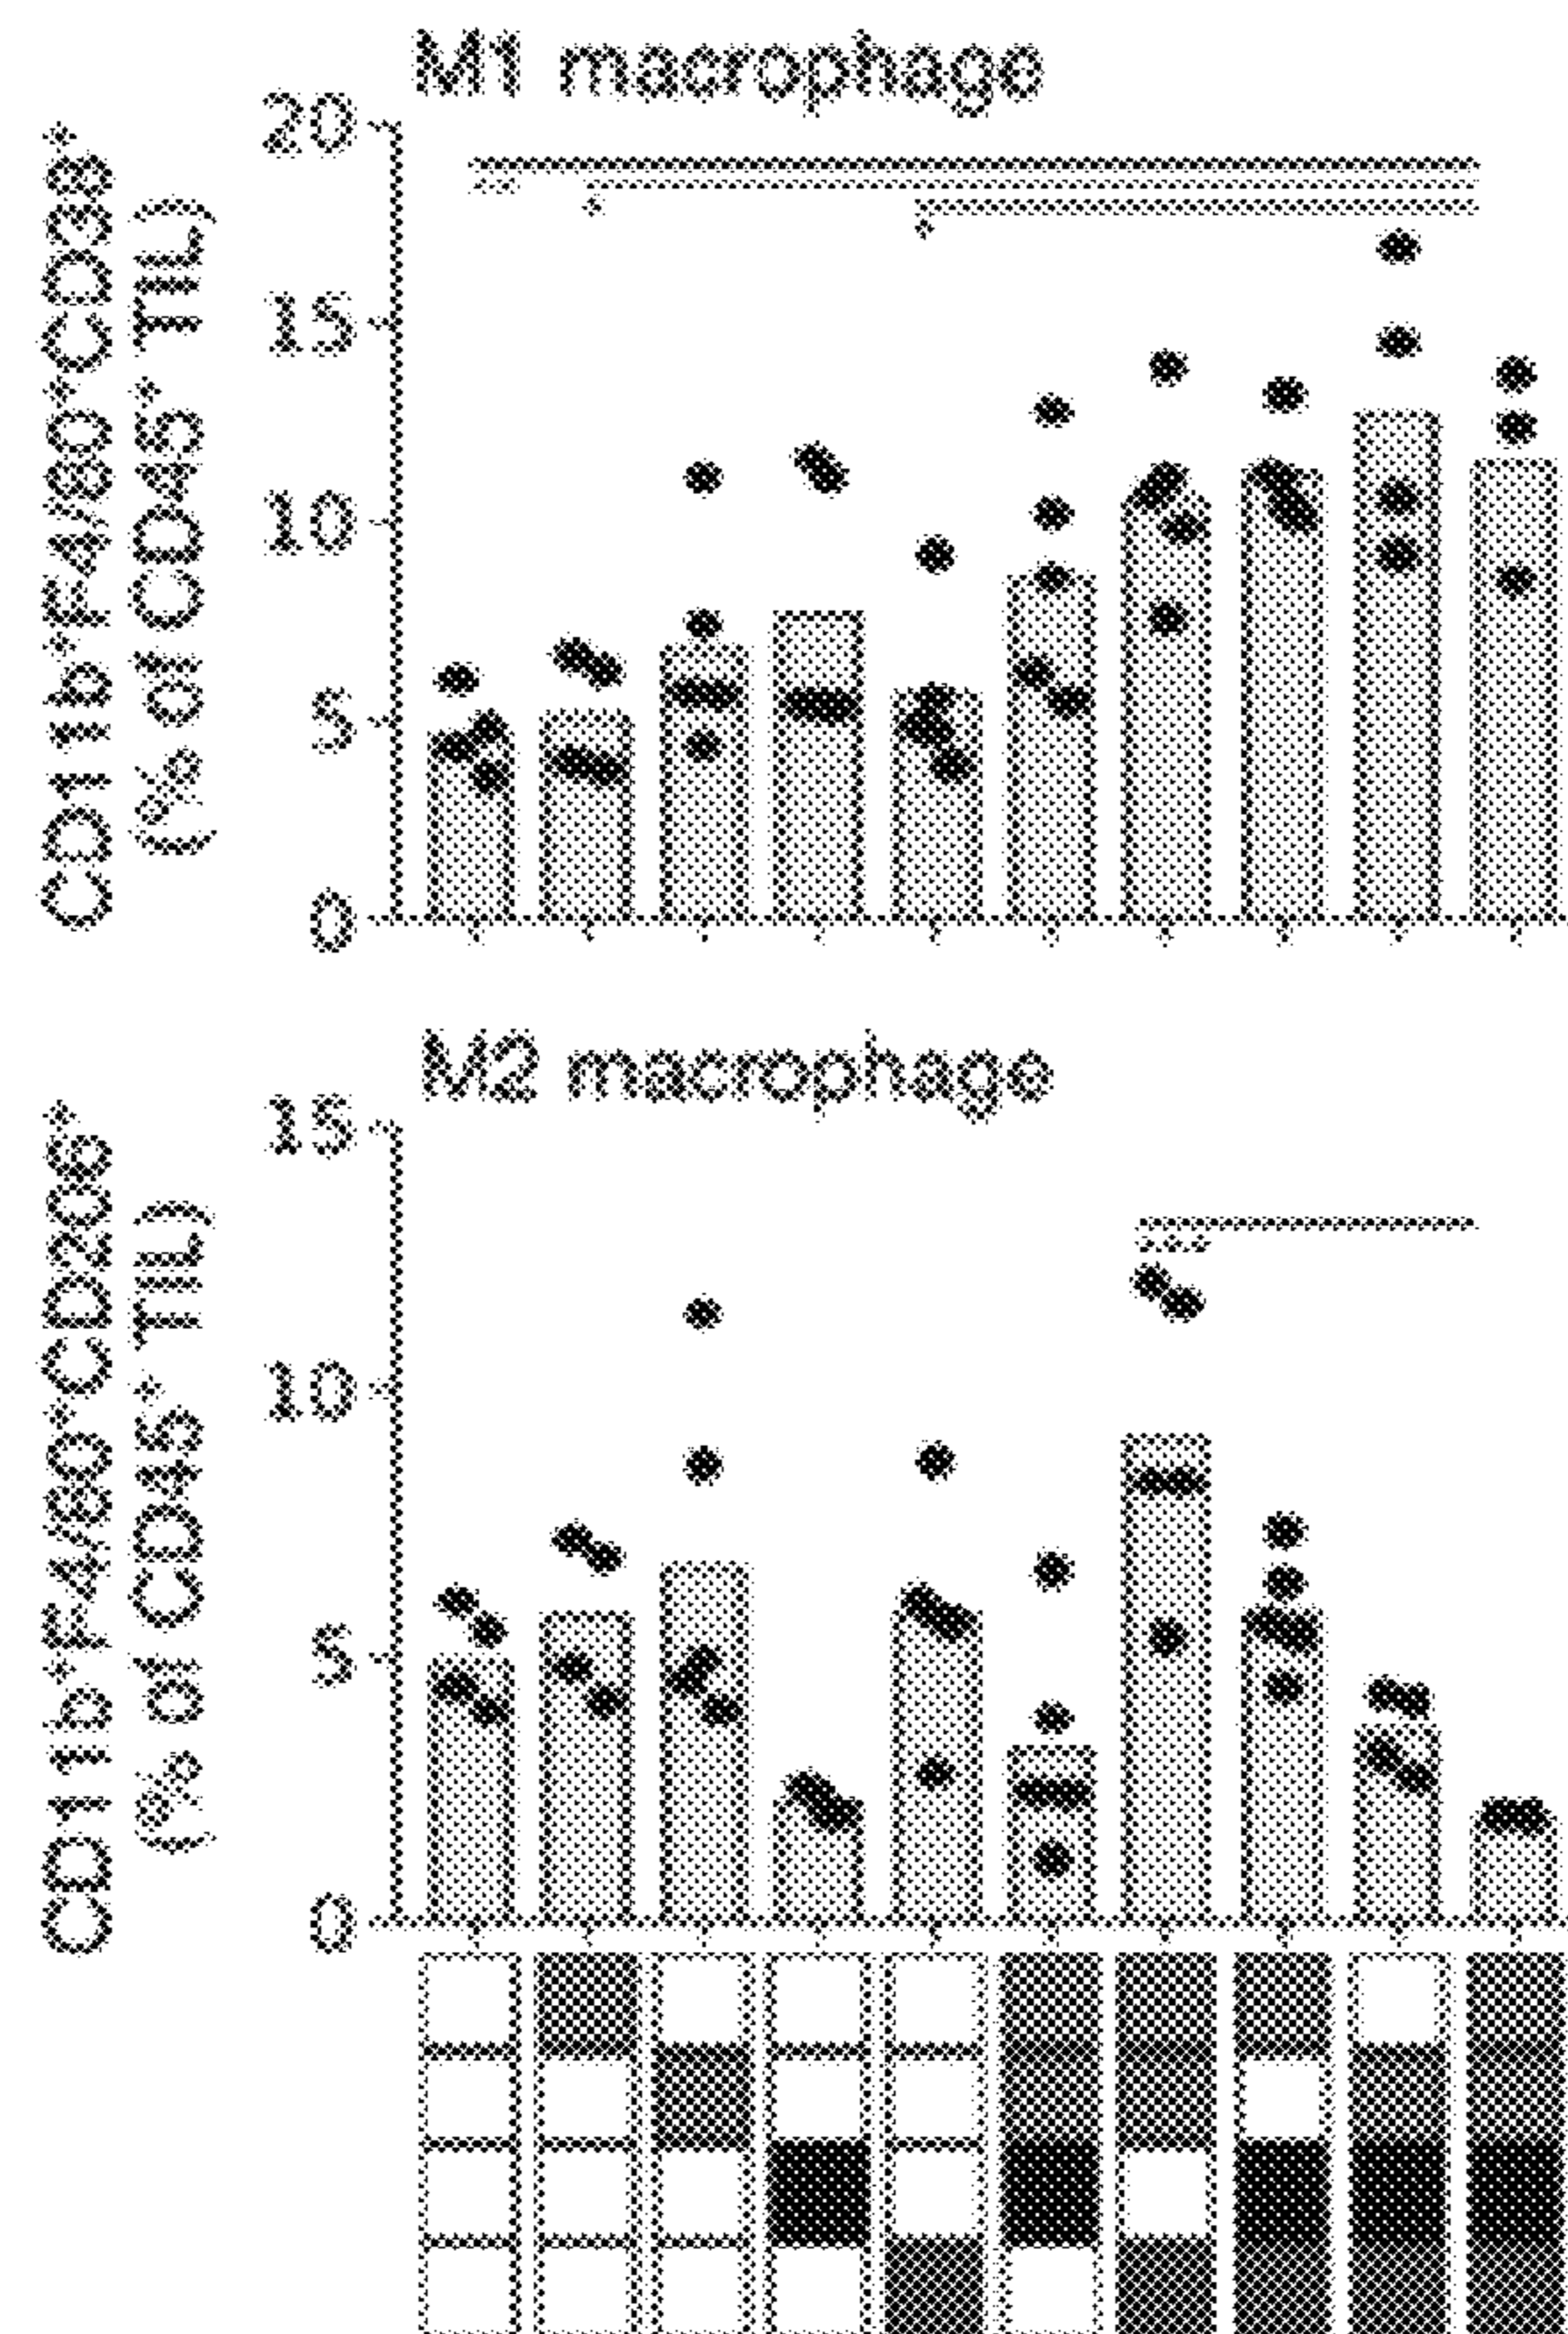 M1 macrophage
CD11b⁺F4/80⁺CD38⁺
(% of CD45⁺ TIL)
20
15
10
5
0
M2 macrophage
CD11b⁺F4/80⁺CD206⁺
(% of CD45⁺ TIL)
15
10
5
0